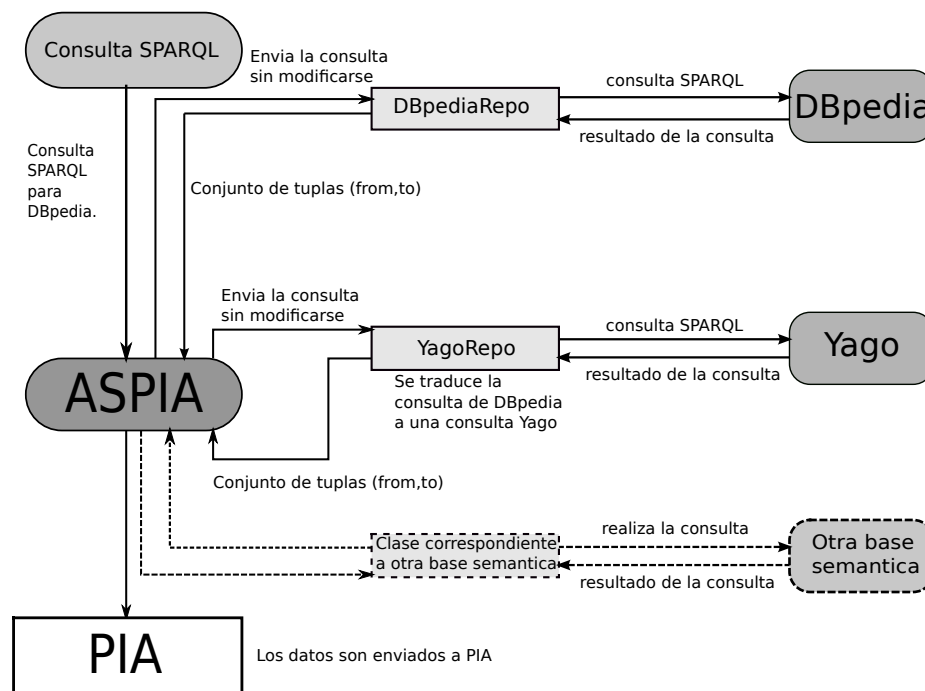 Consulta SPARQL
Envia la consulta
sin modificarse
consulta SPARQL
DBpediaRepo
DBpedia
resultado de la consulta
Consulta
SPARQL
para
DBpedia.
Conjunto de tuplas (from,to)
Envia la consulta
sin modificarse
consulta SPARQL
YagoRepo
Yago
resultado de la consulta
ASPIA
Se traduce la
consulta de DBpedia
a una consulta Yago
Conjunto de tuplas (from,to)
realiza la consulta
Clase correspondiente
a otra base semantica
Otra base
semantica
resultado de la consulta
PIA
Los datos son enviados a PIA